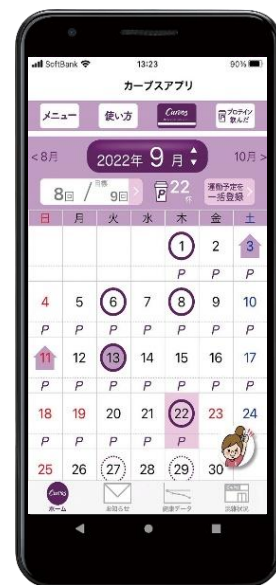 SoftBank 13:23 90%
カーブスアプリ
メニュー 使い方 Curves プロテイン飲んだ
<8月 2022年 9月 10月>
8回 / 目標 9回 P 22杯 運動予定を一括登録
日 月 火 水 木 金 土
1 2 3
P P P
4 5 6 7 8 9 10
P P P P P P P
11 12 13 14 15 16 17
P P P P P P P
18 19 20 21 22 23 24
P P P P P
25 26 27 28 29 30
Curves
ホーム お知らせ 健康データ